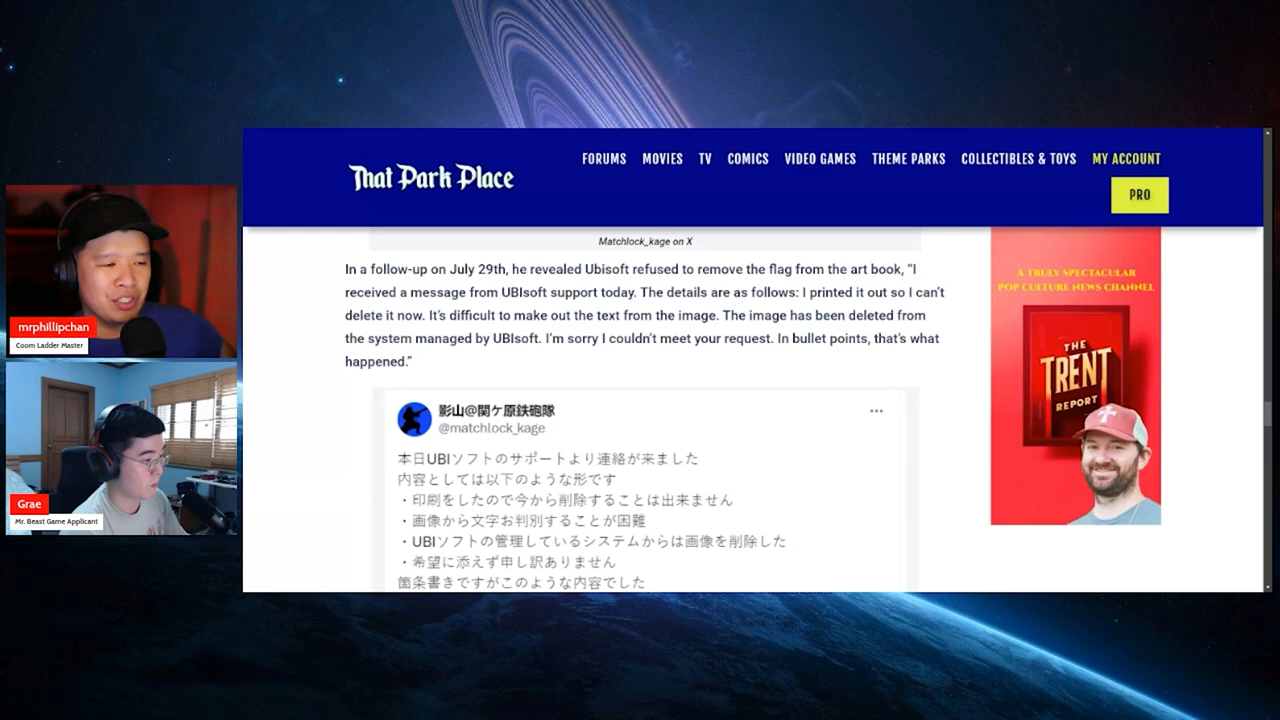 That Park Place
FORUMS MOVIES TV COMICS VIDEO GAMES THEME PARKS COLLECTIBLES & TOYS MY ACCOUNT
PRO
Matchlock_kage on X
In a follow-up on July 29th, he revealed Ubisoft refused to remove the flag from the art book, “I
received a message from UBIsoft support today. The details are as follows: I printed it out so I can’t
delete it now. It’s difficult to make out the text from the image. The image has been deleted from
the system managed by UBIsoft. I’m sorry I couldn’t meet your request. In bullet points, that’s what
happened.”
影山@関ケ原鉄砲隊
@matchlock_kage
本日UBIソフトのサポートより連絡が来ました
内容としては以下のような形です
・印刷をしたので今から削除することは出来ません
・画像から文字お判別することが困難
・UBIソフトの管理しているシステムからは画像を削除した
・希望に添えず申し訳ありません
箇条書きですがこのような内容でした
A TRULY SPECTACULAR
POP CULTURE NEWS CHANNEL
THE
TRENT
REPORT
mrphillipchan
Coom Ladder Master
Grae
Mr. Beast Game Applicant